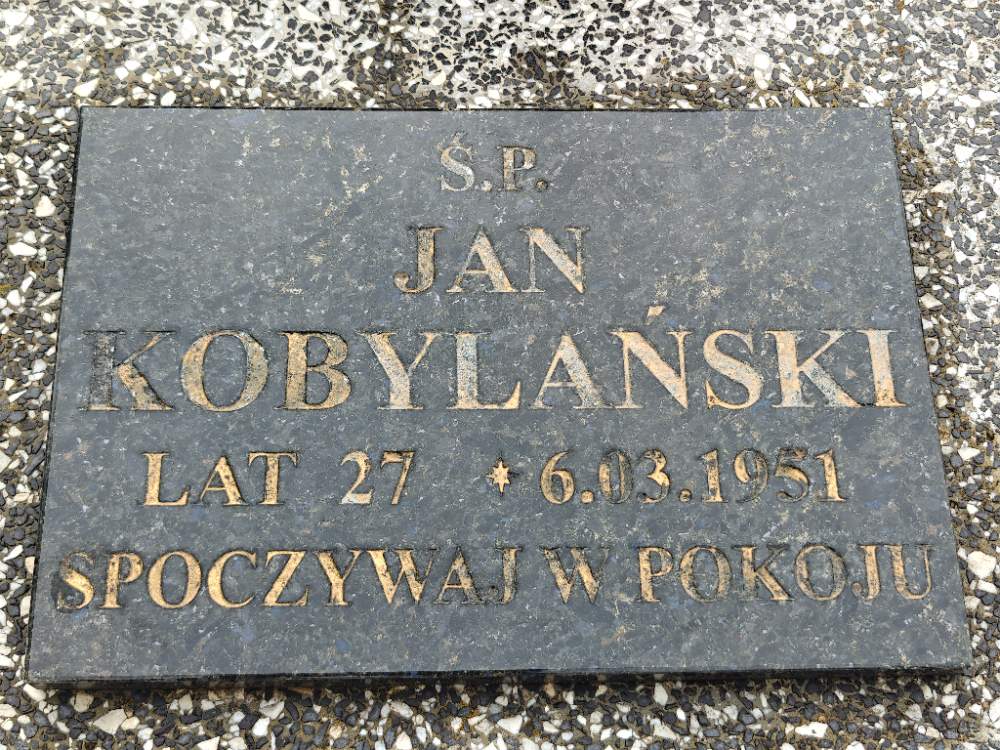 Ś.P.
JAN
KOBYLAŃSKI
LAT 27 * 6.03.1951
SPOCZYWAJ W POKOJU